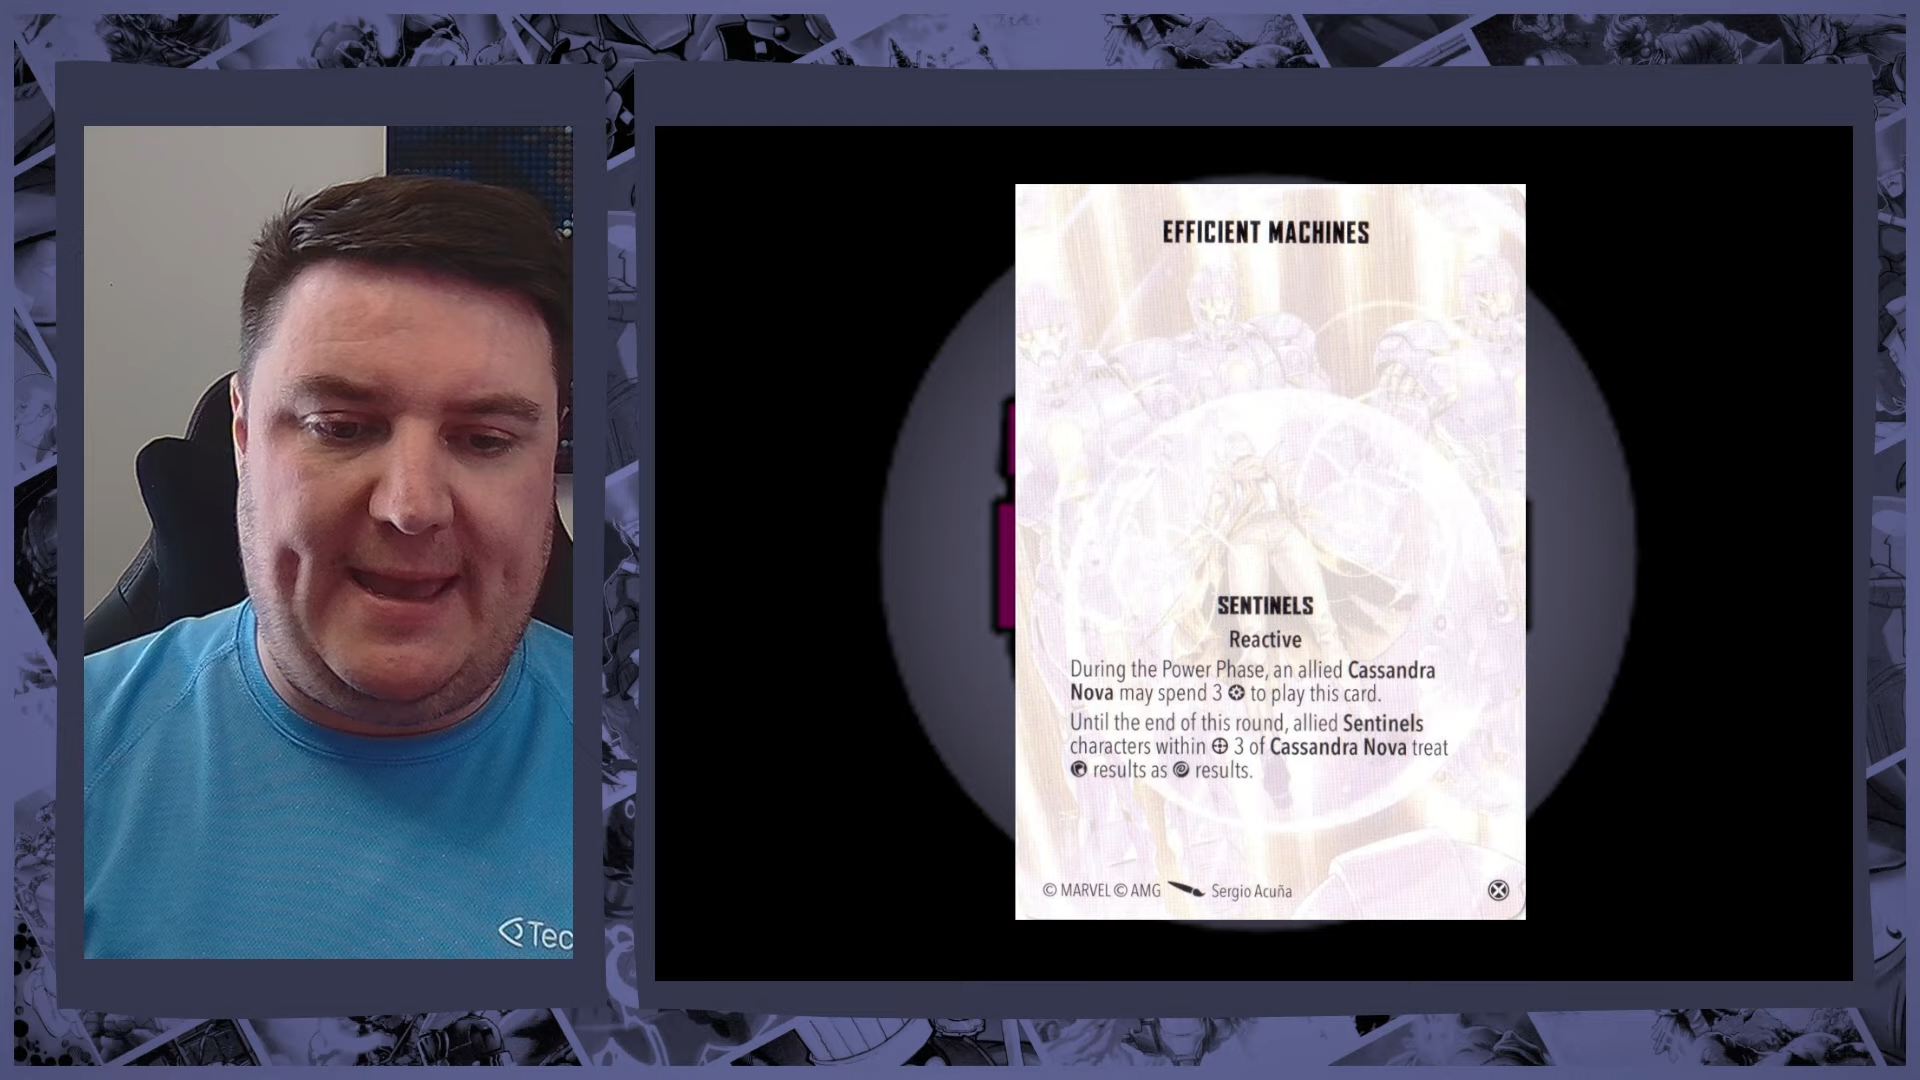 EFFICIENT MACHINES
SENTINELS
Reactive
During the Power Phase, an allied Cassandra
Nova may spend 3 to play this card.
Until the end of this round, allied Sentinels
characters within 3 of Cassandra Nova treat
results as results.
© MARVEL © AMG Sergio Acuña
Tec